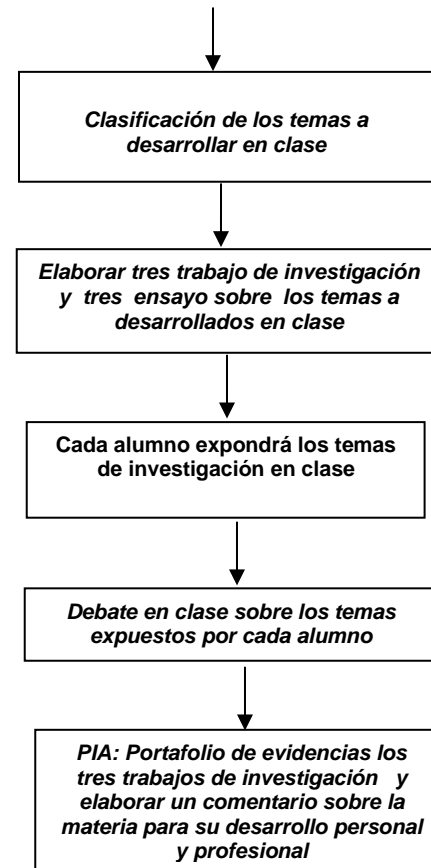 Clasificación de los temas a
desarrollar en clase
Elaborar tres trabajo de investigación
y tres ensayo sobre los temas a
desarrollados en clase
Cada alumno expondrá los temas
de investigación en clase
Debate en clase sobre los temas
expuestos por cada alumno
PIA: Portafolio de evidencias los
tres trabajos de investigación y
elaborar un comentario sobre la
materia para su desarrollo personal
y profesional